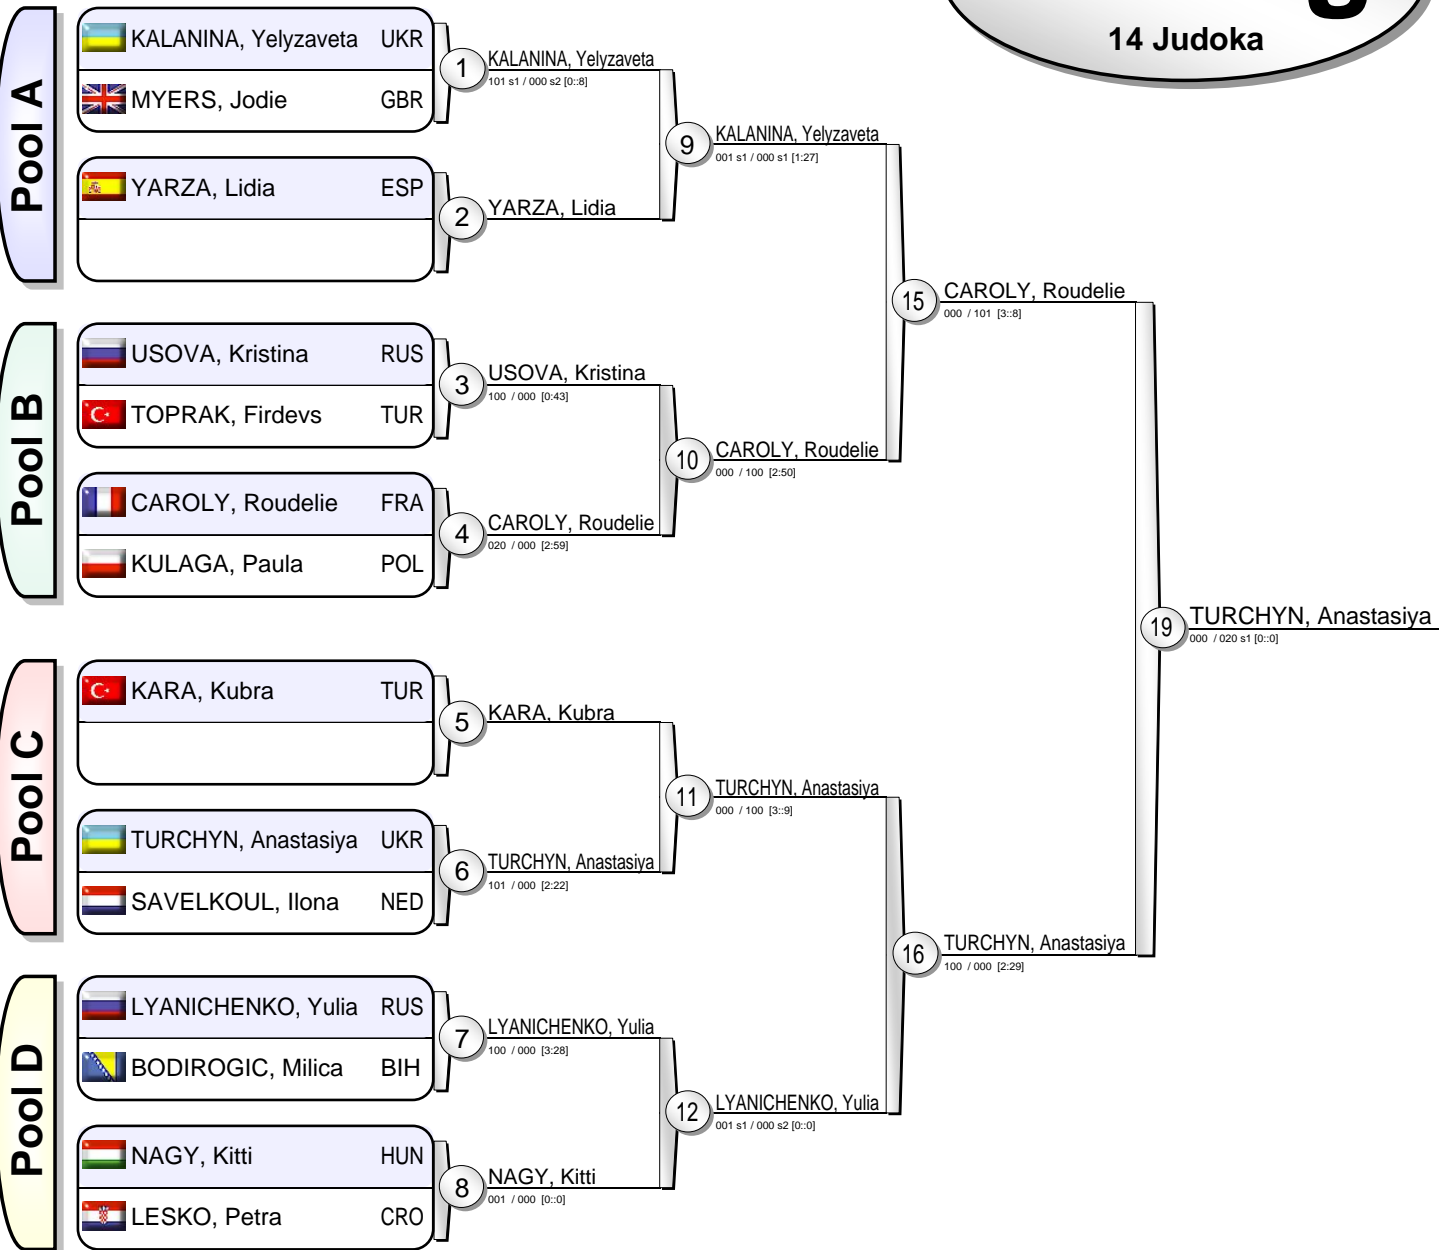 14 Judoka
Pool A
KALANINA, Yelyzaveta UKR
MYERS, Jodie GBR
YARZA, Lidia ESP
1
KALANINA, Yelyzaveta
101 s1 / 000 s2 [0::8]
2
YARZA, Lidia
9
KALANINA, Yelyzaveta
001 s1 / 000 s1 [1:27]
Pool B
USOVA, Kristina RUS
TOPRAK, Firdevs TUR
CAROLY, Roudelie FRA
KULAGA, Paula POL
3
USOVA, Kristina
100 / 000 [0:43]
4
CAROLY, Roudelie
020 / 000 [2:59]
10
CAROLY, Roudelie
000 / 100 [2:50]
15
CAROLY, Roudelie
000 / 101 [3::8]
Pool C
KARA, Kubra TUR
TURCHYN, Anastasiya UKR
SAVELKOUL, Ilona NED
5
KARA, Kubra
6
TURCHYN, Anastasiya
101 / 000 [2:22]
11
TURCHYN, Anastasiya
000 / 100 [3::9]
Pool D
LYANICHENKO, Yulia RUS
BODIROGIC, Milica BIH
NAGY, Kitti HUN
LESKO, Petra CRO
7
LYANICHENKO, Yulia
100 / 000 [3:28]
8
NAGY, Kitti
001 / 000 [0::0]
12
LYANICHENKO, Yulia
001 s1 / 000 s2 [0::0]
16
TURCHYN, Anastasiya
100 / 000 [2:29]
19
TURCHYN, Anastasiya
000 / 020 s1 [0::0]